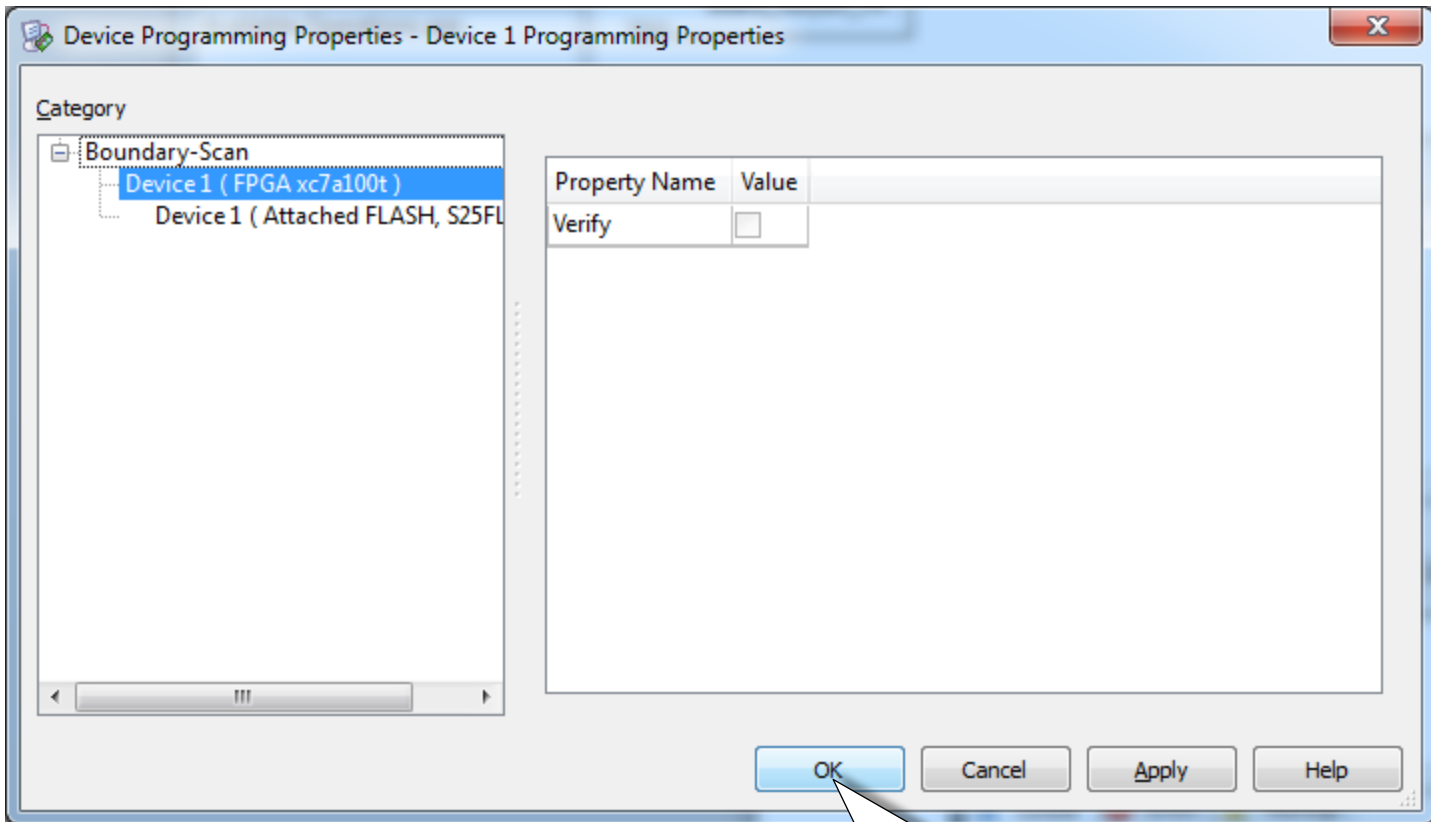 Device Programming Properties - Device 1 Programming Properties
Category
Boundary-Scan
Device 1 ( FPGA xc7a100t )
Device 1 ( Attached FLASH, S25FL
Property Name Value
Verify
OK Cancel Apply Help